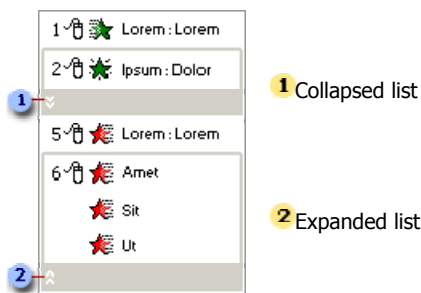 1 Lorem : Lorem
2 Ipsum : Dolor
1
5 Lorem : Lorem
6 Amet
Sit
Ut
2
1 Collapsed list
2 Expanded list